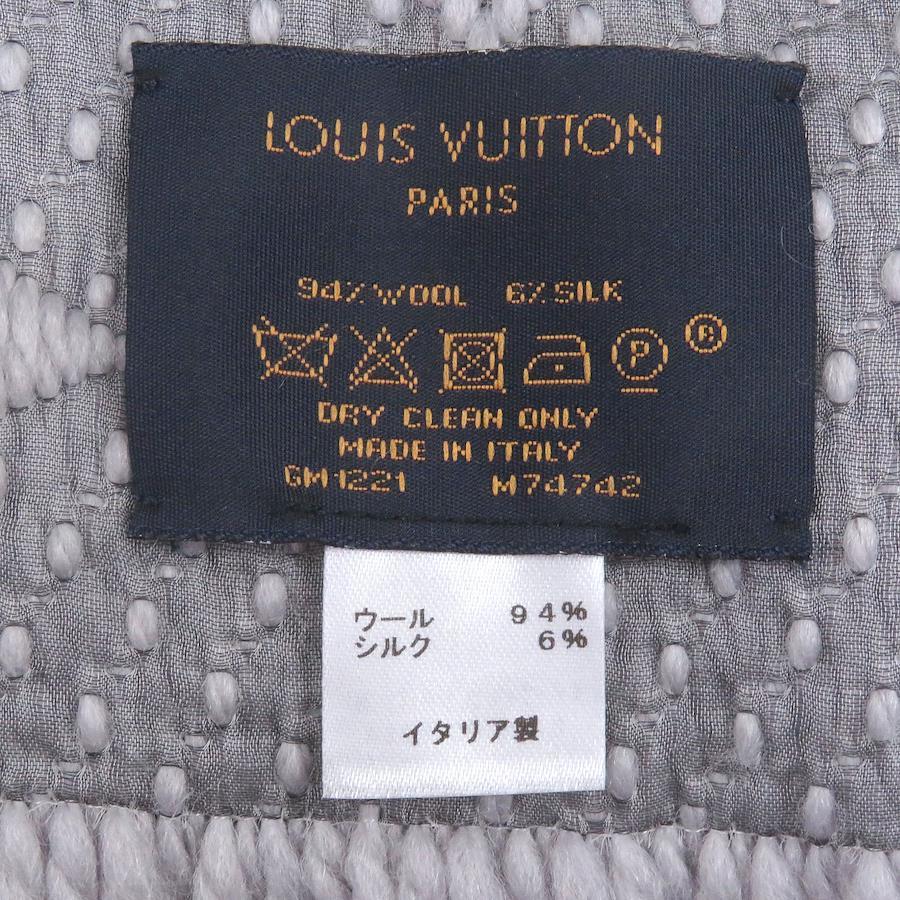 LOUIS VUITTON
PARIS
94% WOOL 6% SILK
P ®
DRY CLEAN ONLY
MADE IN ITALY
GM1221 M74742
ウール 94%
シルク 6%
イタリア製